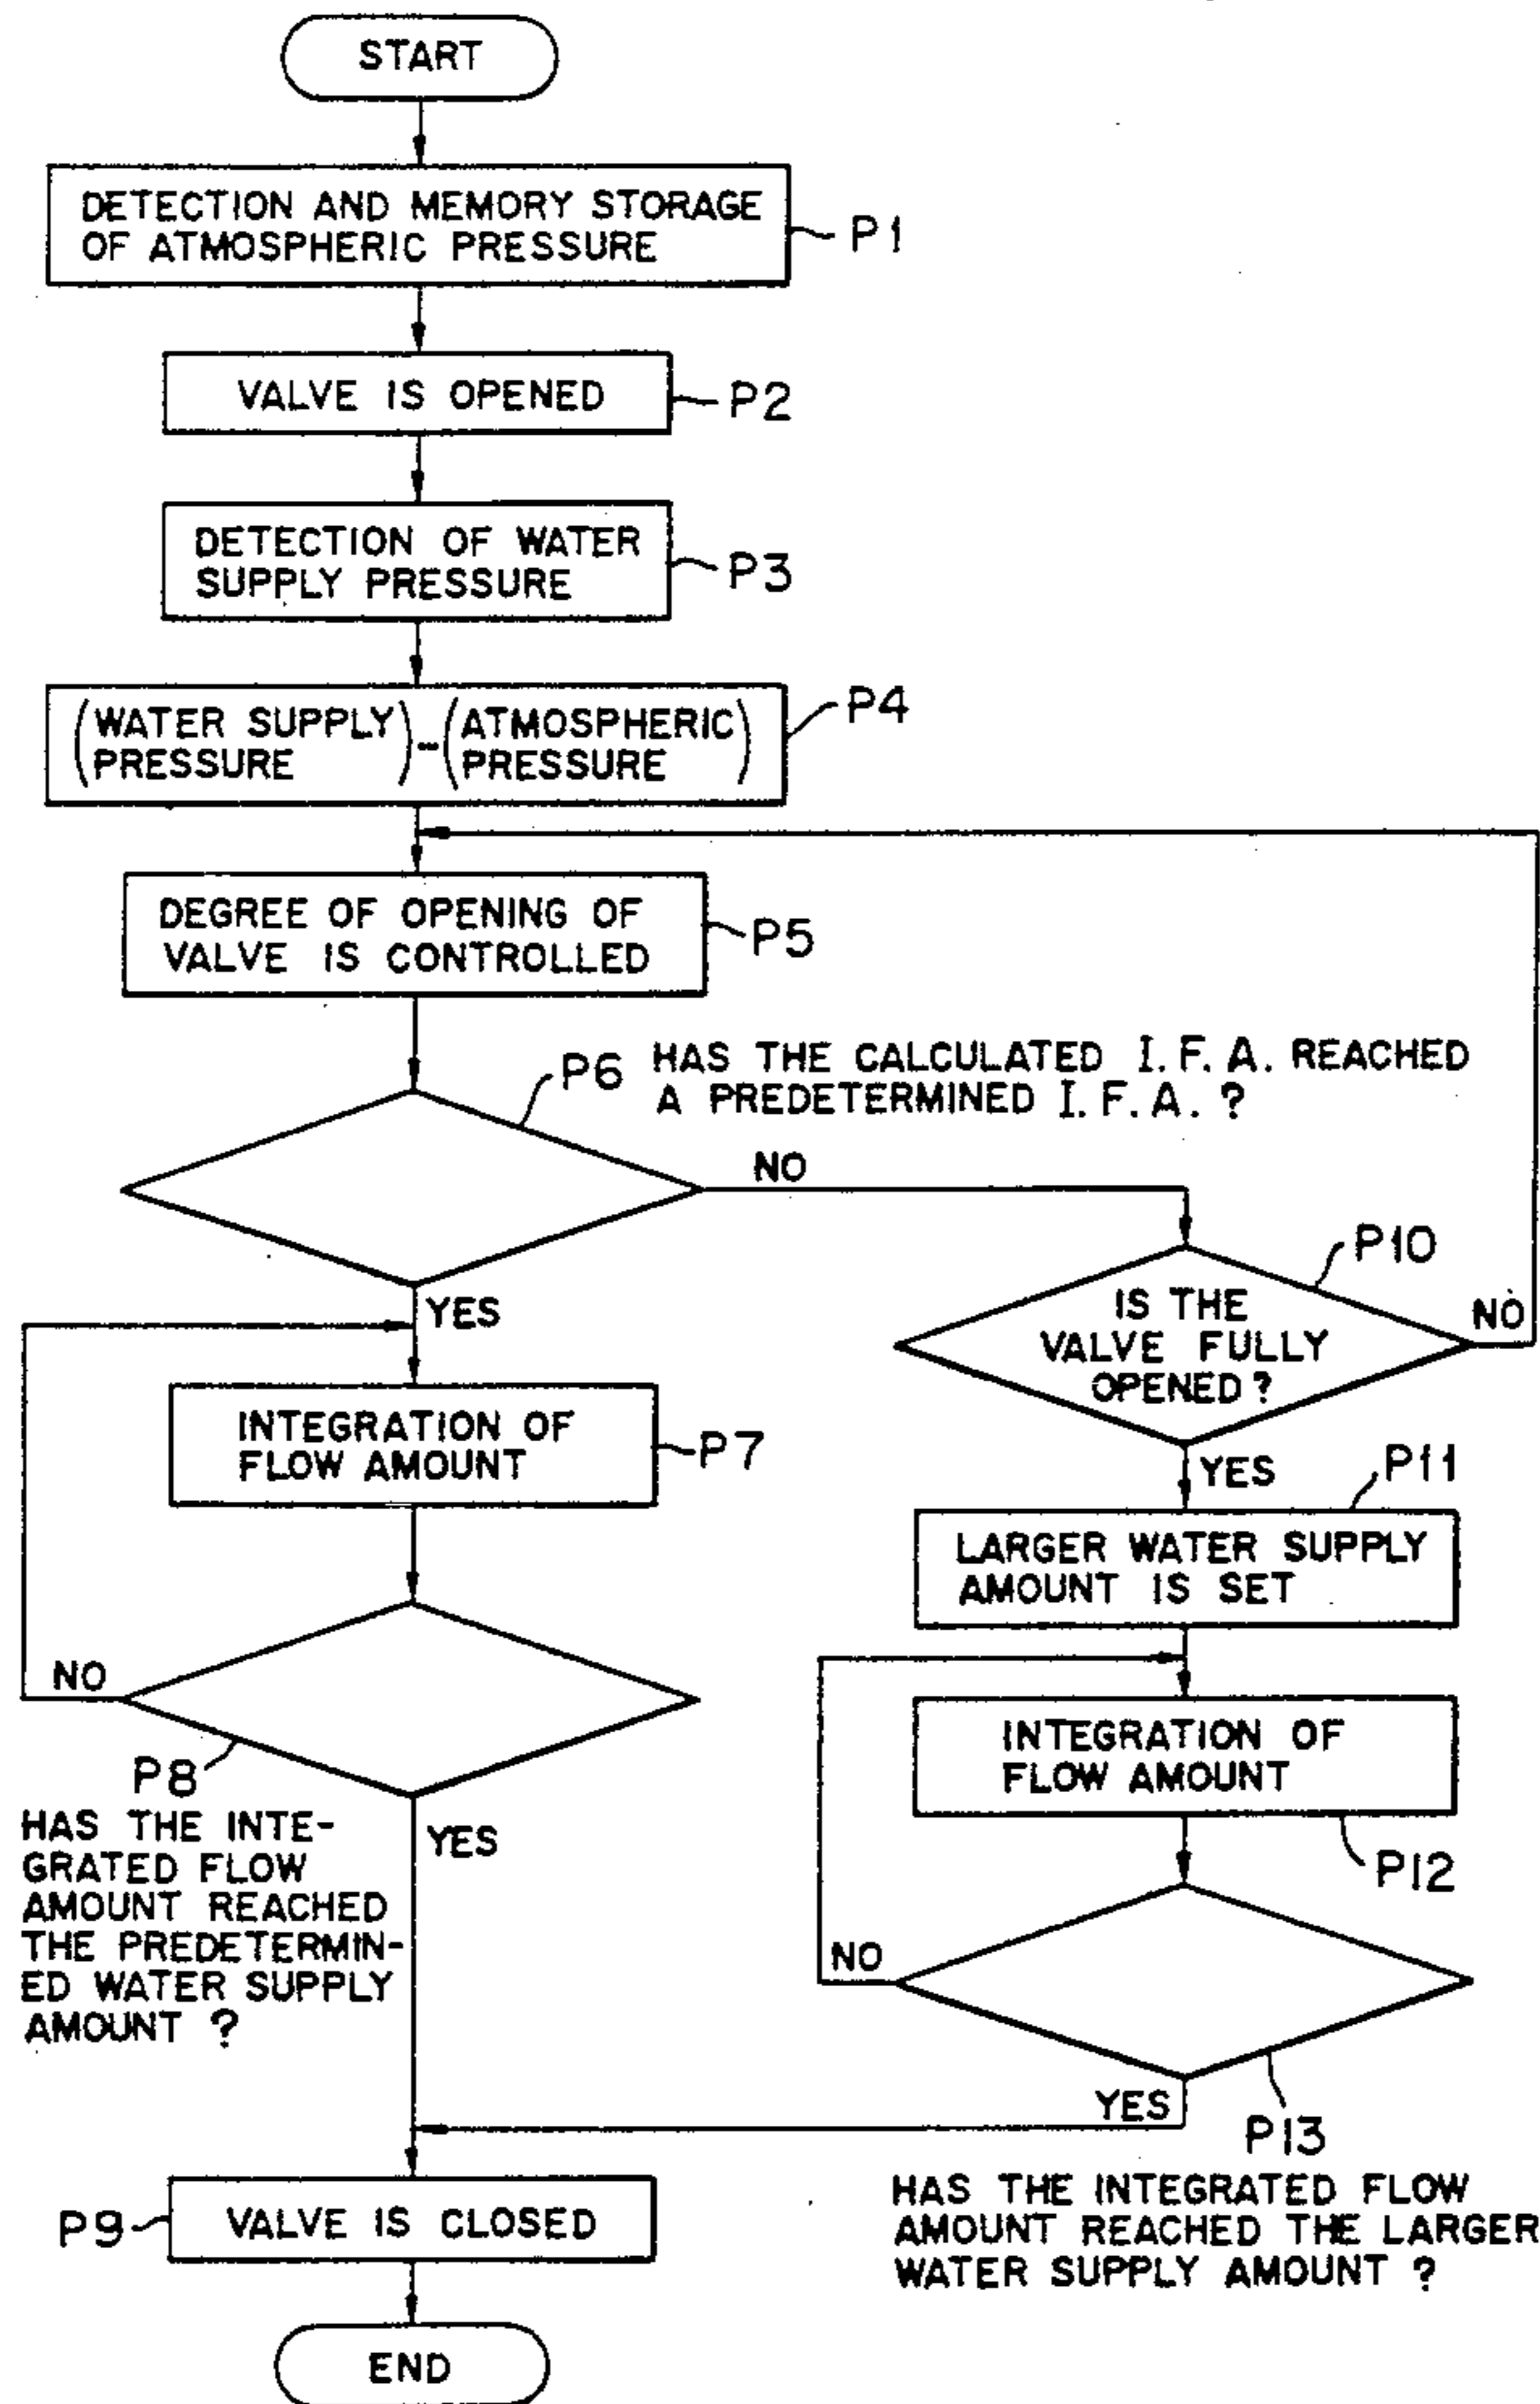 START
DETECTION AND MEMORY STORAGE
OF ATMOSPHERIC PRESSURE
P1
VALVE IS OPENED
P2
DETECTION OF WATER
SUPPLY PRESSURE
P3
(WATER SUPPLY PRESSURE) - (ATMOSPHERIC PRESSURE)
P4
DEGREE OF OPENING OF
VALVE IS CONTROLLED
P5
P6
HAS THE CALCULATED I.F.A. REACHED
A PREDETERMINED I.F.A.?
NO
YES
P10
IS THE
VALVE FULLY
OPENED?
NO
YES
INTEGRATION OF
FLOW AMOUNT
P7
P11
LARGER WATER SUPPLY
AMOUNT IS SET
NO
P8
HAS THE INTE-
GRATED FLOW
AMOUNT REACHED
THE PREDETERMIN-
ED WATER SUPPLY
AMOUNT ?
YES
INTEGRATION OF
FLOW AMOUNT
P12
NO
YES
P13
HAS THE INTEGRATED FLOW
AMOUNT REACHED THE LARGER
WATER SUPPLY AMOUNT ?
P9
VALVE IS CLOSED
END